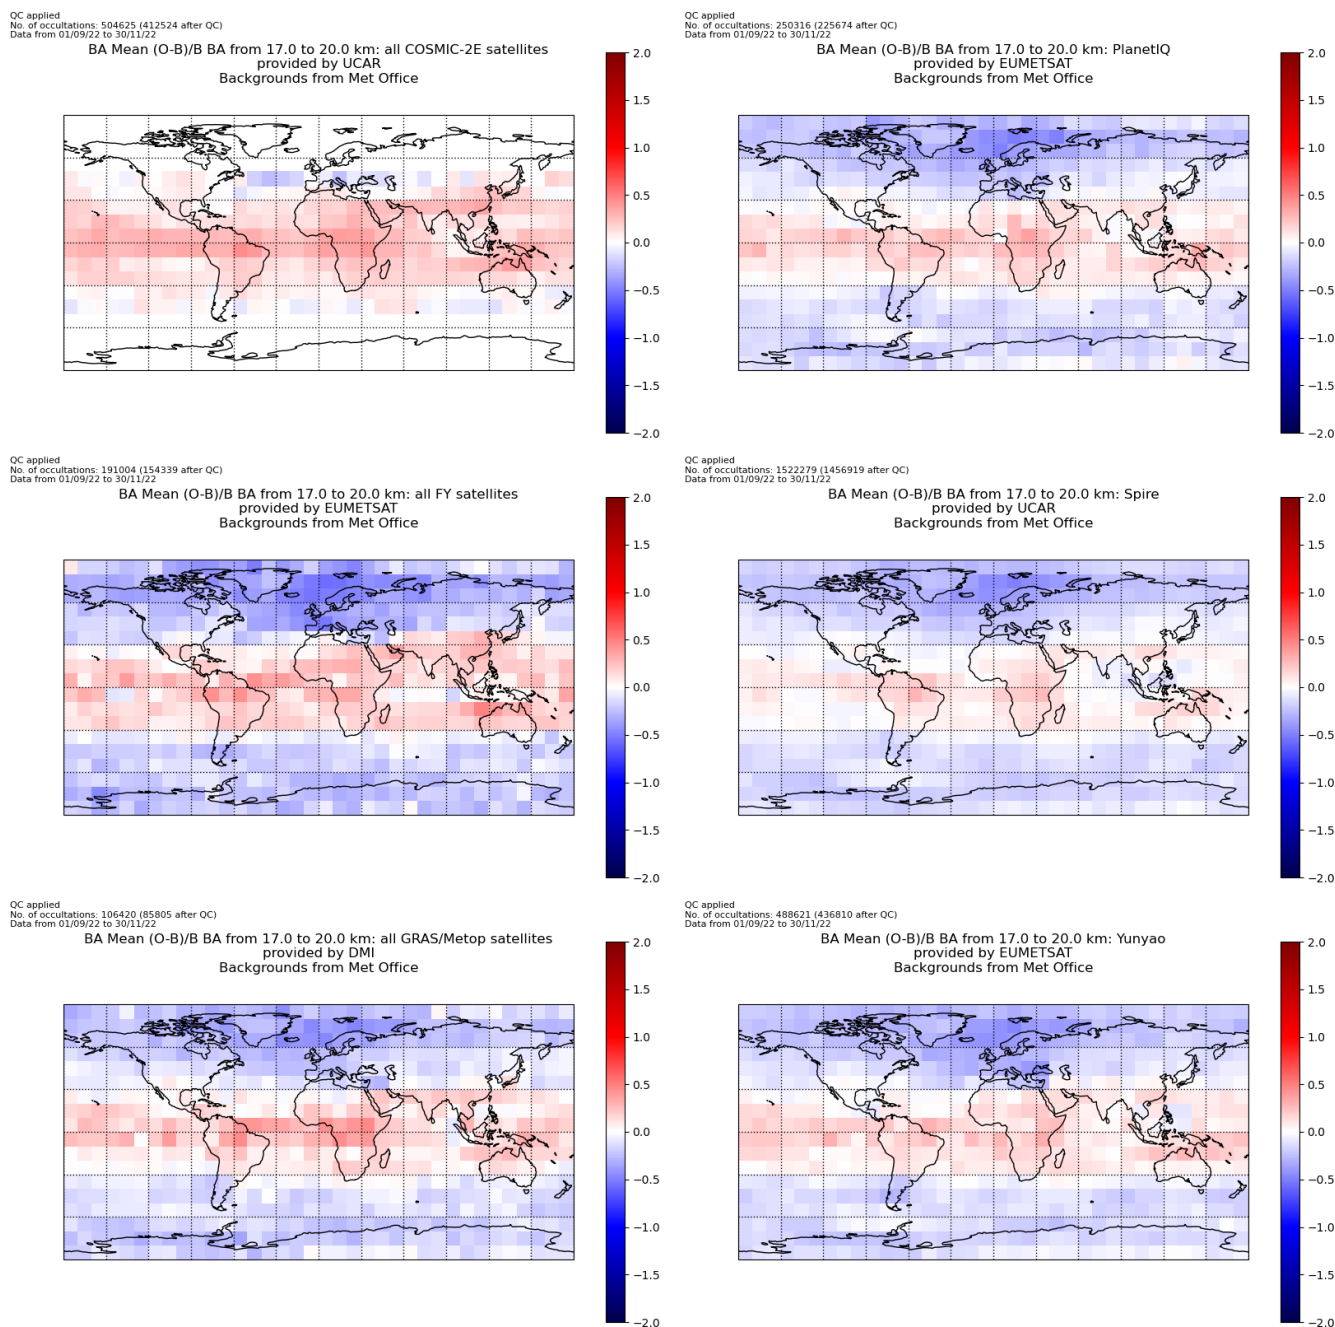 QC applied
No. of occultations: 504625 (412524 after QC)
Data from 01/09/22 to 30/11/22
BA Mean (O-B)/B BA from 17.0 to 20.0 km: all COSMIC-2E satellites
provided by UCAR
Backgrounds from Met Office
2.0
1.5
1.0
0.5
0.0
−0.5
−1.0
−1.5
−2.0
QC applied
No. of occultations: 250316 (225674 after QC)
Data from 01/09/22 to 30/11/22
BA Mean (O-B)/B BA from 17.0 to 20.0 km: PlanetIQ
provided by EUMETSAT
Backgrounds from Met Office
2.0
1.5
1.0
0.5
0.0
−0.5
−1.0
−1.5
−2.0
QC applied
No. of occultations: 191004 (154339 after QC)
Data from 01/09/22 to 30/11/22
BA Mean (O-B)/B BA from 17.0 to 20.0 km: all FY satellites
provided by EUMETSAT
Backgrounds from Met Office
2.0
1.5
1.0
0.5
0.0
−0.5
−1.0
−1.5
−2.0
QC applied
No. of occultations: 1522279 (1456919 after QC)
Data from 01/09/22 to 30/11/22
BA Mean (O-B)/B BA from 17.0 to 20.0 km: Spire
provided by UCAR
Backgrounds from Met Office
2.0
1.5
1.0
0.5
0.0
−0.5
−1.0
−1.5
−2.0
QC applied
No. of occultations: 106420 (85805 after QC)
Data from 01/09/22 to 30/11/22
BA Mean (O-B)/B BA from 17.0 to 20.0 km: all GRAS/Metop satellites
provided by DMI
Backgrounds from Met Office
2.0
1.5
1.0
0.5
0.0
−0.5
−1.0
−1.5
−2.0
QC applied
No. of occultations: 488621 (436810 after QC)
Data from 01/09/22 to 30/11/22
BA Mean (O-B)/B BA from 17.0 to 20.0 km: Yunyao
provided by EUMETSAT
Backgrounds from Met Office
2.0
1.5
1.0
0.5
0.0
−0.5
−1.0
−1.5
−2.0